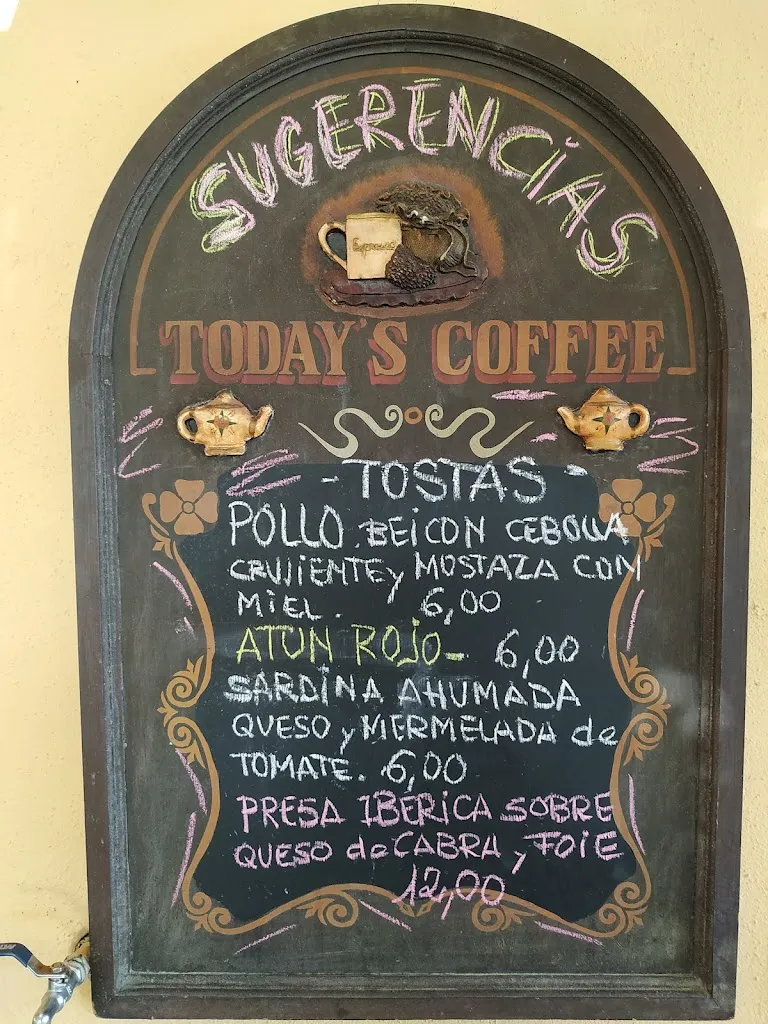 SUGERENCIAS
Espresso
TODAY'S COFFEE
- TOSTAS -
POLLO. BEICON CEBOLLA
CRUJIENTE y MOSTAZA CON
MIEL. 6,00
ATUN ROJO_ 6,00
SARDINA AHUMADA
QUESO y MERMELADA de
TOMATE. 6,00
PRESA IBERICA SOBRE
QUESO de CABRA y FOIE
12,00